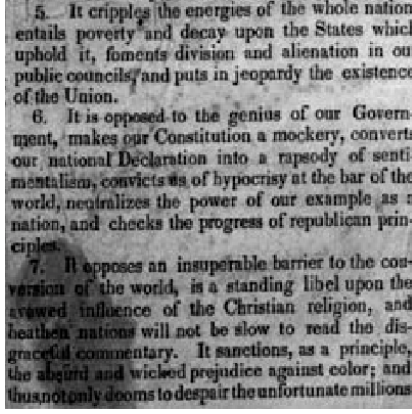 5. It cripples the energies of the whole nation
entails poverty and decay upon the States whicl
uphold it, foments division and alienation in ou
public councils, and puts in jeopardy the existence
of the Union.
6. It is opposed to the genius of our Govern
ment, makes our Constitution a mockery, converts
our national Declaration into a rapsody of senti
mentalism, convicts us of hypocrisy at the bar of the
world, neutralizes the power of our example as a
nation, and checks the progress of republican prin-
ciples.
7. It opposes an insuperable barrier to the con-
version of the world, is a standing libel upon the
avowed influence of the Christian religion, and
heathen nations will not be slow to read the dis-
graceful commentary. It sanctions, as a principle,
the absurd and wicked prejudice against color; and
thus, not only dooms to despair the unfortunate millions